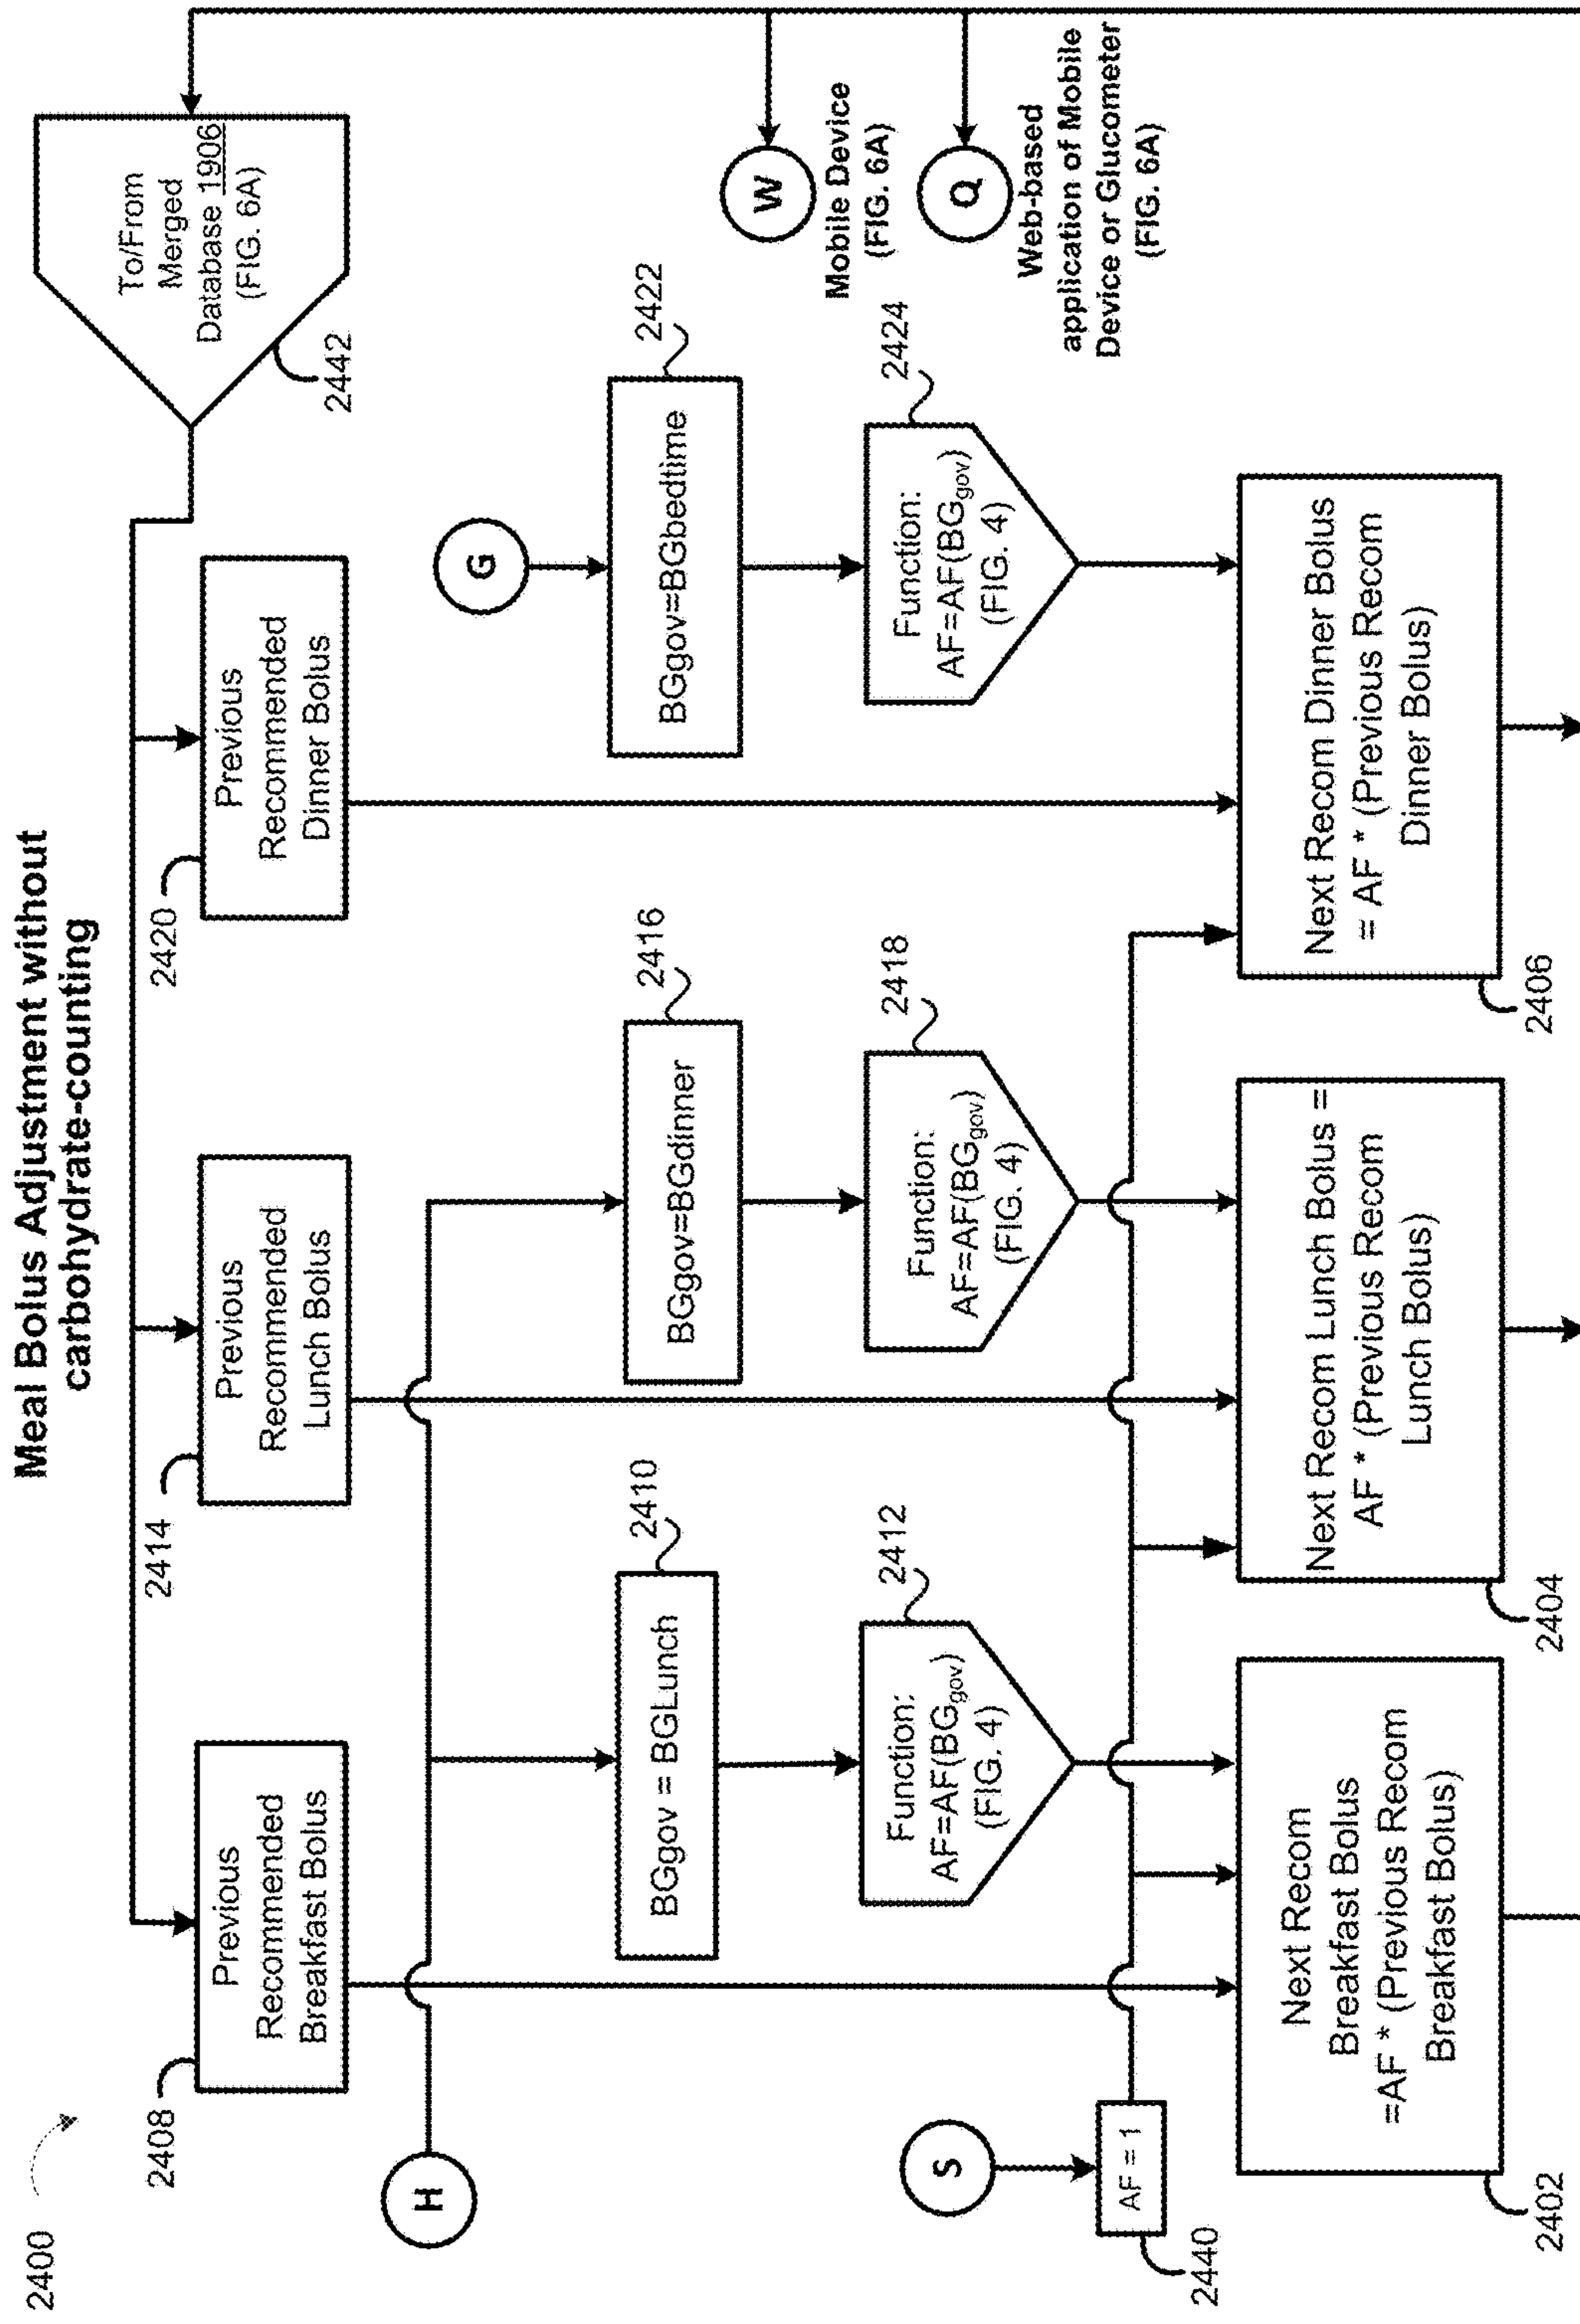 2400
Meal Bolus Adjustment without
carbohydrate-counting
2408
Previous
Recommended
Breakfast Bolus
2414
Previous
Recommended
Lunch Bolus
2420
Previous
Recommended
Dinner Bolus
To/From
Merged
Database 1906
(FIG. 6A)
2442
H
2410
BGgov = BGLunch
2416
BGgov=BGdinner
G
2422
BGgov=BGbedtime
W
Mobile Device
(FIG. 6A)
2412
Function:
AF=AF(BGgov)
(FIG. 4)
2418
Function:
AF=AF(BGgov)
(FIG. 4)
2424
Function:
AF=AF(BGgov)
(FIG. 4)
Q
Web-based
application of Mobile
Device or Glucometer
(FIG. 6A)
S
AF = 1
2440
Next Recom
Breakfast Bolus
=AF * (Previous Recom
Breakfast Bolus)
2402
Next Recom Lunch Bolus =
AF * (Previous Recom
Lunch Bolus)
2404
Next Recom Dinner Bolus
= AF * (Previous Recom
Dinner Bolus)
2406